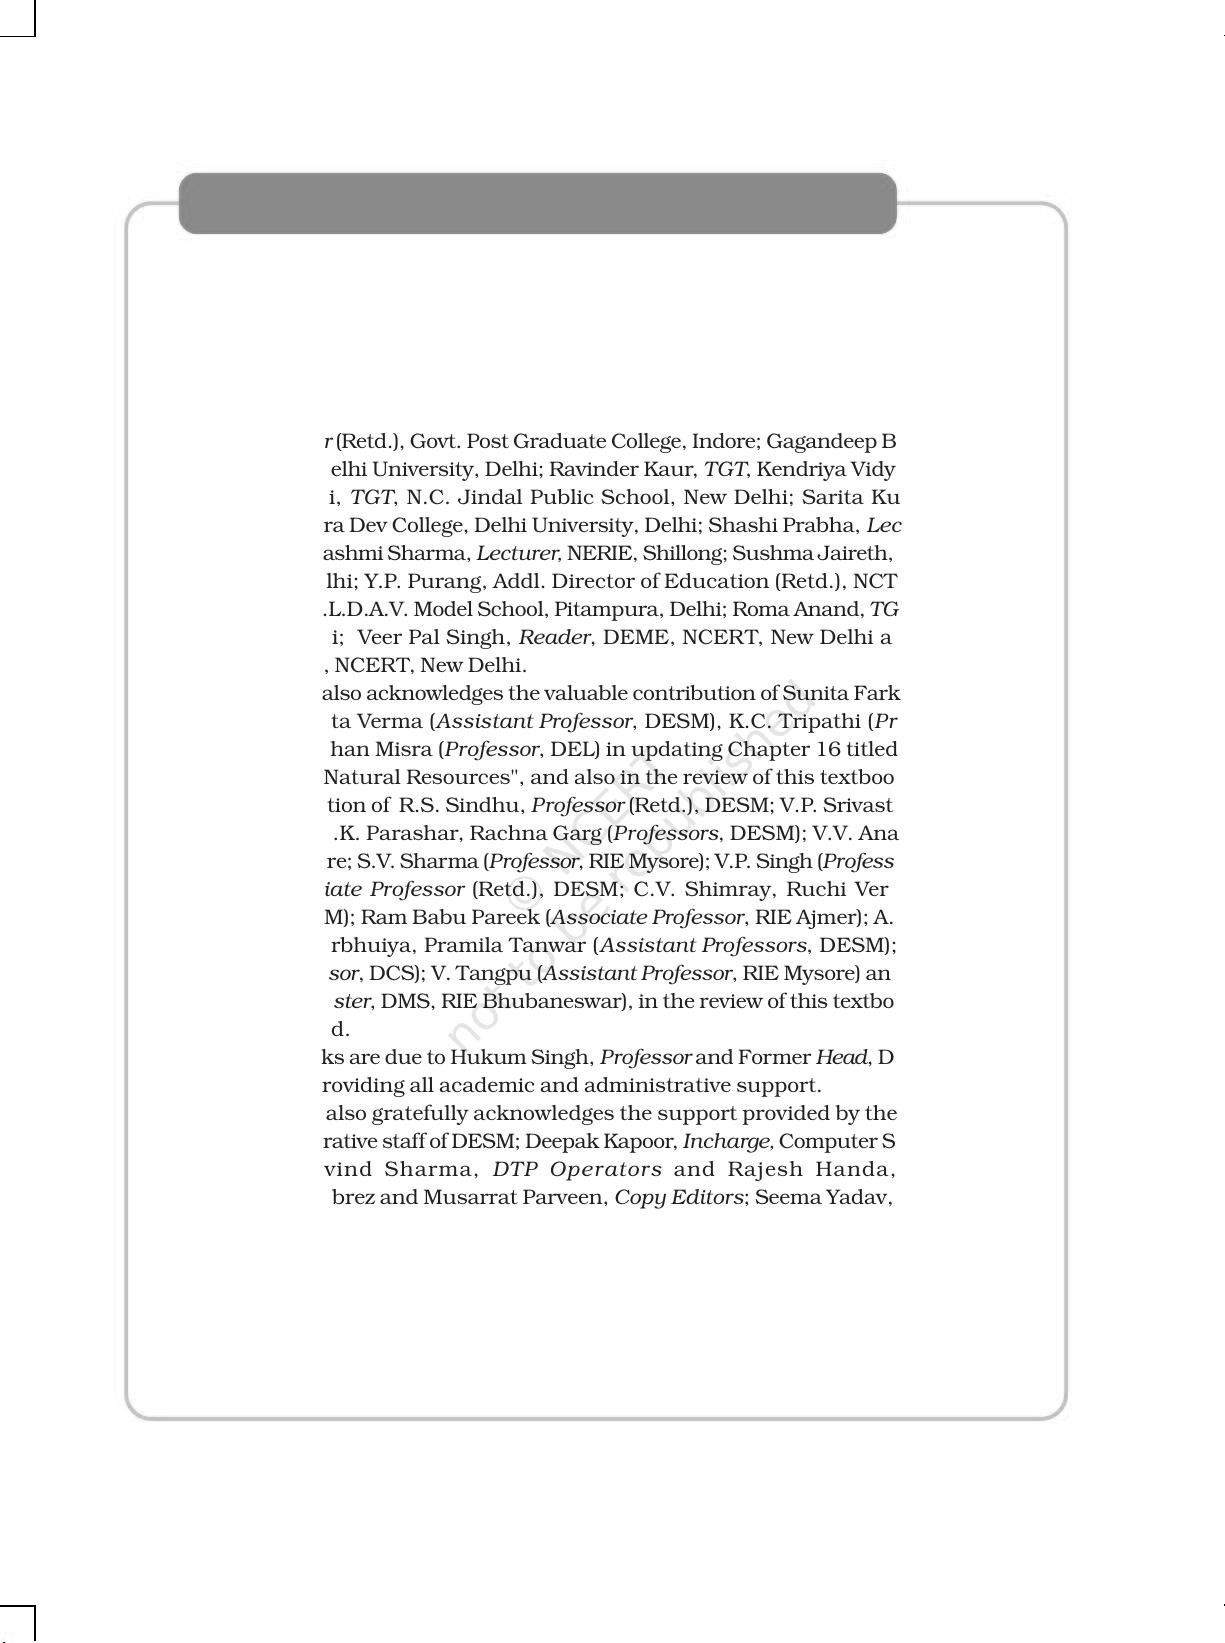 r (Retd.), Govt. Post Graduate College, Indore; Gagandeep B
elhi University, Delhi; Ravinder Kaur, TGT, Kendriya Vidy
i, TGT, N.C. Jindal Public School, New Delhi; Sarita Ku
ra Dev College, Delhi University, Delhi; Shashi Prabha, Lec
ashmi Sharma, Lecturer, NERIE, Shillong; Sushma Jaireth,
lhi; Y.P. Purang, Addl. Director of Education (Retd.), NCT
.L.D.A.V. Model School, Pitampura, Delhi; Roma Anand, TG
i; Veer Pal Singh, Reader, DEME, NCERT, New Delhi a
, NCERT, New Delhi.
also acknowledges the valuable contribution of Sunita Fark
ta Verma (Assistant Professor, DESM), K.C. Tripathi (Pr
han Misra (Professor, DEL) in updating Chapter 16 titled
Natural Resources", and also in the review of this textboo
tion of R.S. Sindhu, Professor (Retd.), DESM; V.P. Srivast
.K. Parashar, Rachna Garg (Professors, DESM); V.V. Ana
re; S.V. Sharma (Professor, RIE Mysore); V.P. Singh (Profess
iate Professor (Retd.), DESM; C.V. Shimray, Ruchi Ver
M); Ram Babu Pareek (Associate Professor, RIE Ajmer); A.
rbhuiya, Pramila Tanwar (Assistant Professors, DESM);
sor, DCS); V. Tangpu (Assistant Professor, RIE Mysore) an
ster, DMS, RIE Bhubaneswar), in the review of this textbo
d.
ks are due to Hukum Singh, Professor and Former Head, D
roviding all academic and administrative support.
also gratefully acknowledges the support provided by the
rative staff of DESM; Deepak Kapoor, Incharge, Computer S
vind Sharma, DTP Operators and Rajesh Handa,
brez and Musarrat Parveen, Copy Editors; Seema Yadav,
© NCERT
not to be republished